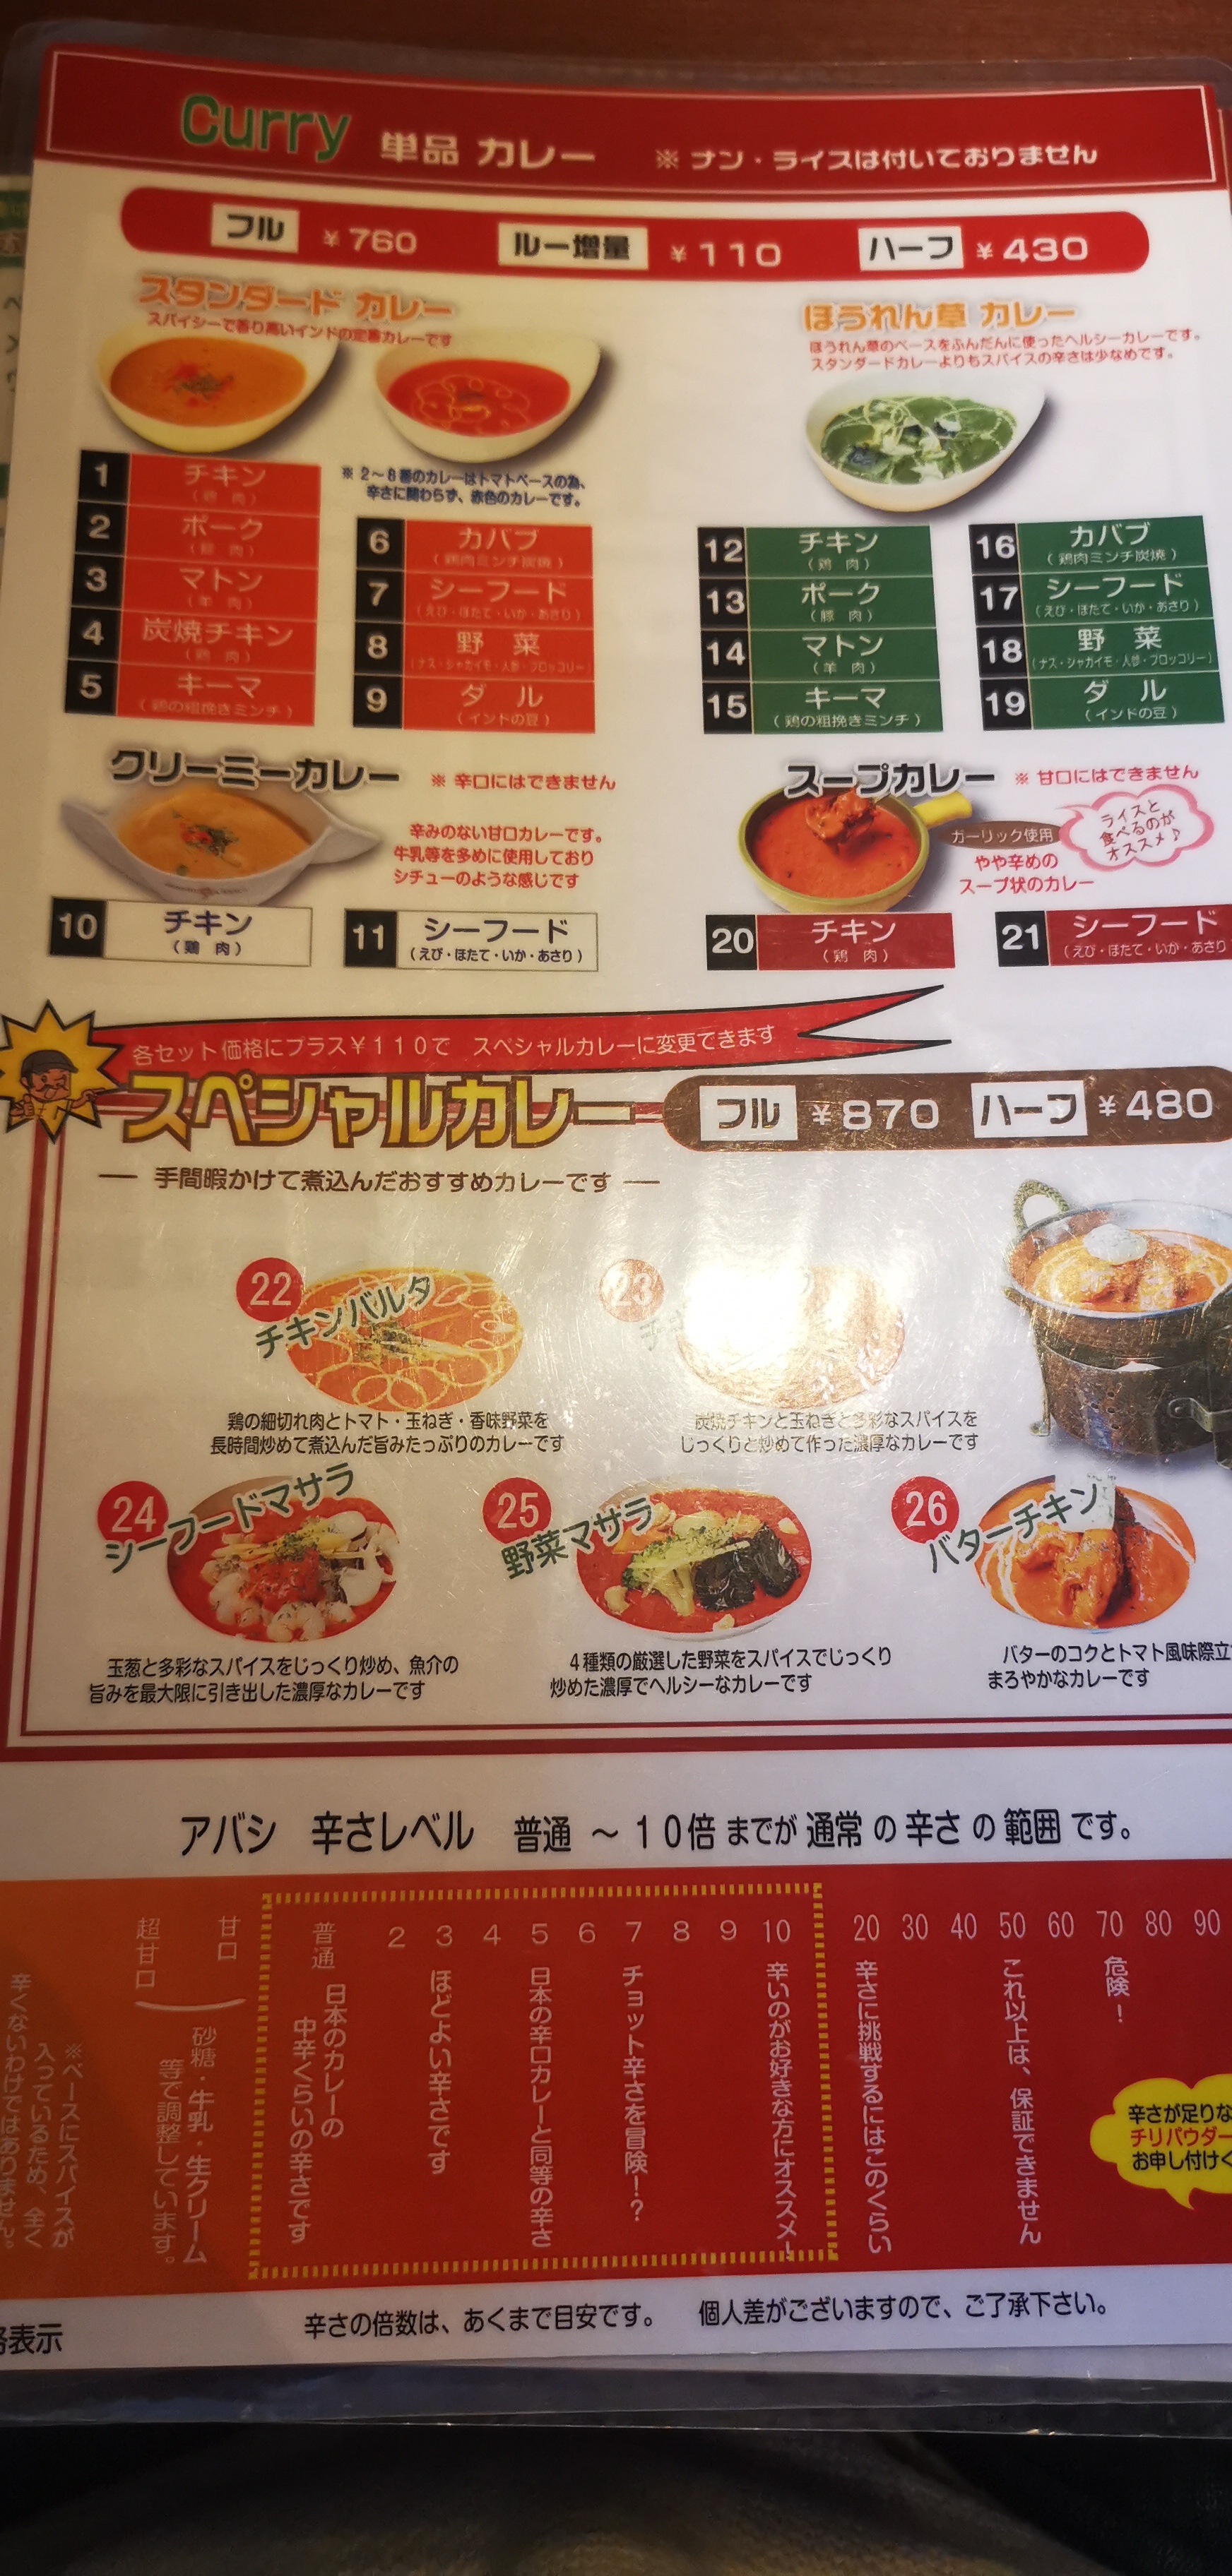 Curry 単品 カレー ※ ナン・ライスは付いておりません
フル ¥760 ルー増量 ¥110 ハーフ ¥430
スタンダード カレー
スパイシーで香り高いインドの定番カレーです
1 チキン
(鶏 肉)
2 ポーク
(豚 肉)
3 マトン
(羊 肉)
4 炭焼チキン
(鶏 肉)
5 キーマ
(鶏の粗挽きミンチ)
※ 2〜8番のカレーはトマトベースの為、
辛さに関わらず、赤色のカレーです。
6 カバブ
(鶏肉ミンチ炭焼)
7 シーフード
(えび・ほたて・いか・あさり)
8 野 菜
(ナス・ジャガイモ・人参・ブロッコリー)
9 ダ ル
(インドの豆)
ほうれん草 カレー
ほうれん草のペースをふんだんに使ったヘルシーカレーです。
スタンダードカレーよりもスパイスの辛さは少なめです。
12 チキン
(鶏 肉)
13 ポーク
(豚 肉)
14 マトン
(羊 肉)
15 キーマ
(鶏の粗挽きミンチ)
16 カバブ
(鶏肉ミンチ炭焼)
17 シーフード
(えび・ほたて・いか・あさり)
18 野 菜
(ナス・ジャガイモ・人参・ブロッコリー)
19 ダ ル
(インドの豆)
クリーミーカレー ※ 辛口にはできません
辛みのない甘口カレーです。
牛乳等を多めに使用しており
シチューのような感じです
10 チキン
(鶏 肉)
11 シーフード
(えび・ほたて・いか・あさり)
スープカレー ※ 甘口にはできません
ガーリック使用
やや辛めの
スープ状のカレー
ライスと
食べるのが
オススメ♪
20 チキン
(鶏 肉)
21 シーフード
(えび・ほたて・いか・あさり
各セット価格にプラス¥110で スペシャルカレーに変更できます
スペシャルカレー フル ¥870 ハーフ ¥480
― 手間暇かけて煮込んだおすすめカレーです ―
22 チキンバルタ
鶏の細切れ肉とトマト・玉ねぎ・香味野菜を
長時間炒めて煮込んだ旨みたっぷりのカレーです
23
炭焼チキンと玉ねぎと多彩なスパイスを
じっくりと炒めて作った濃厚なカレーです
24 シーフードマサラ
玉葱と多彩なスパイスをじっくり炒め、魚介の
旨みを最大限に引き出した濃厚なカレーです
25 野菜マサラ
4種類の厳選した野菜をスパイスでじっくり
炒めた濃厚でヘルシーなカレーです
26 バターチキン
バターのコクとトマト風味際立
まろやかなカレーです
アバシ 辛さレベル 普通 〜 10倍 までが 通常 の 辛さ の 範囲 です。
超甘口
甘口
砂糖・牛乳・生クリーム
等で調整しています。
※ベースにスパイスが
入っているため、全く
辛くないわけではありません。
普通 2 3 4 5 6 7 8 9 10 20 30 40 50 60 70 80 90
日本のカレーの
中辛くらいの辛さです
ほどよい辛さです
日本の辛口カレーと同等の辛さ
チョット辛さを冒険!?
辛いのがお好きな方にオススメ!
辛さに挑戦するにはこのくらい
これ以上は、保証できません
危険!
辛さが足りな
チリパウダー
お申し付けく
辛さの倍数は、あくまで目安です。 個人差がございますので、ご了承下さい。
表示